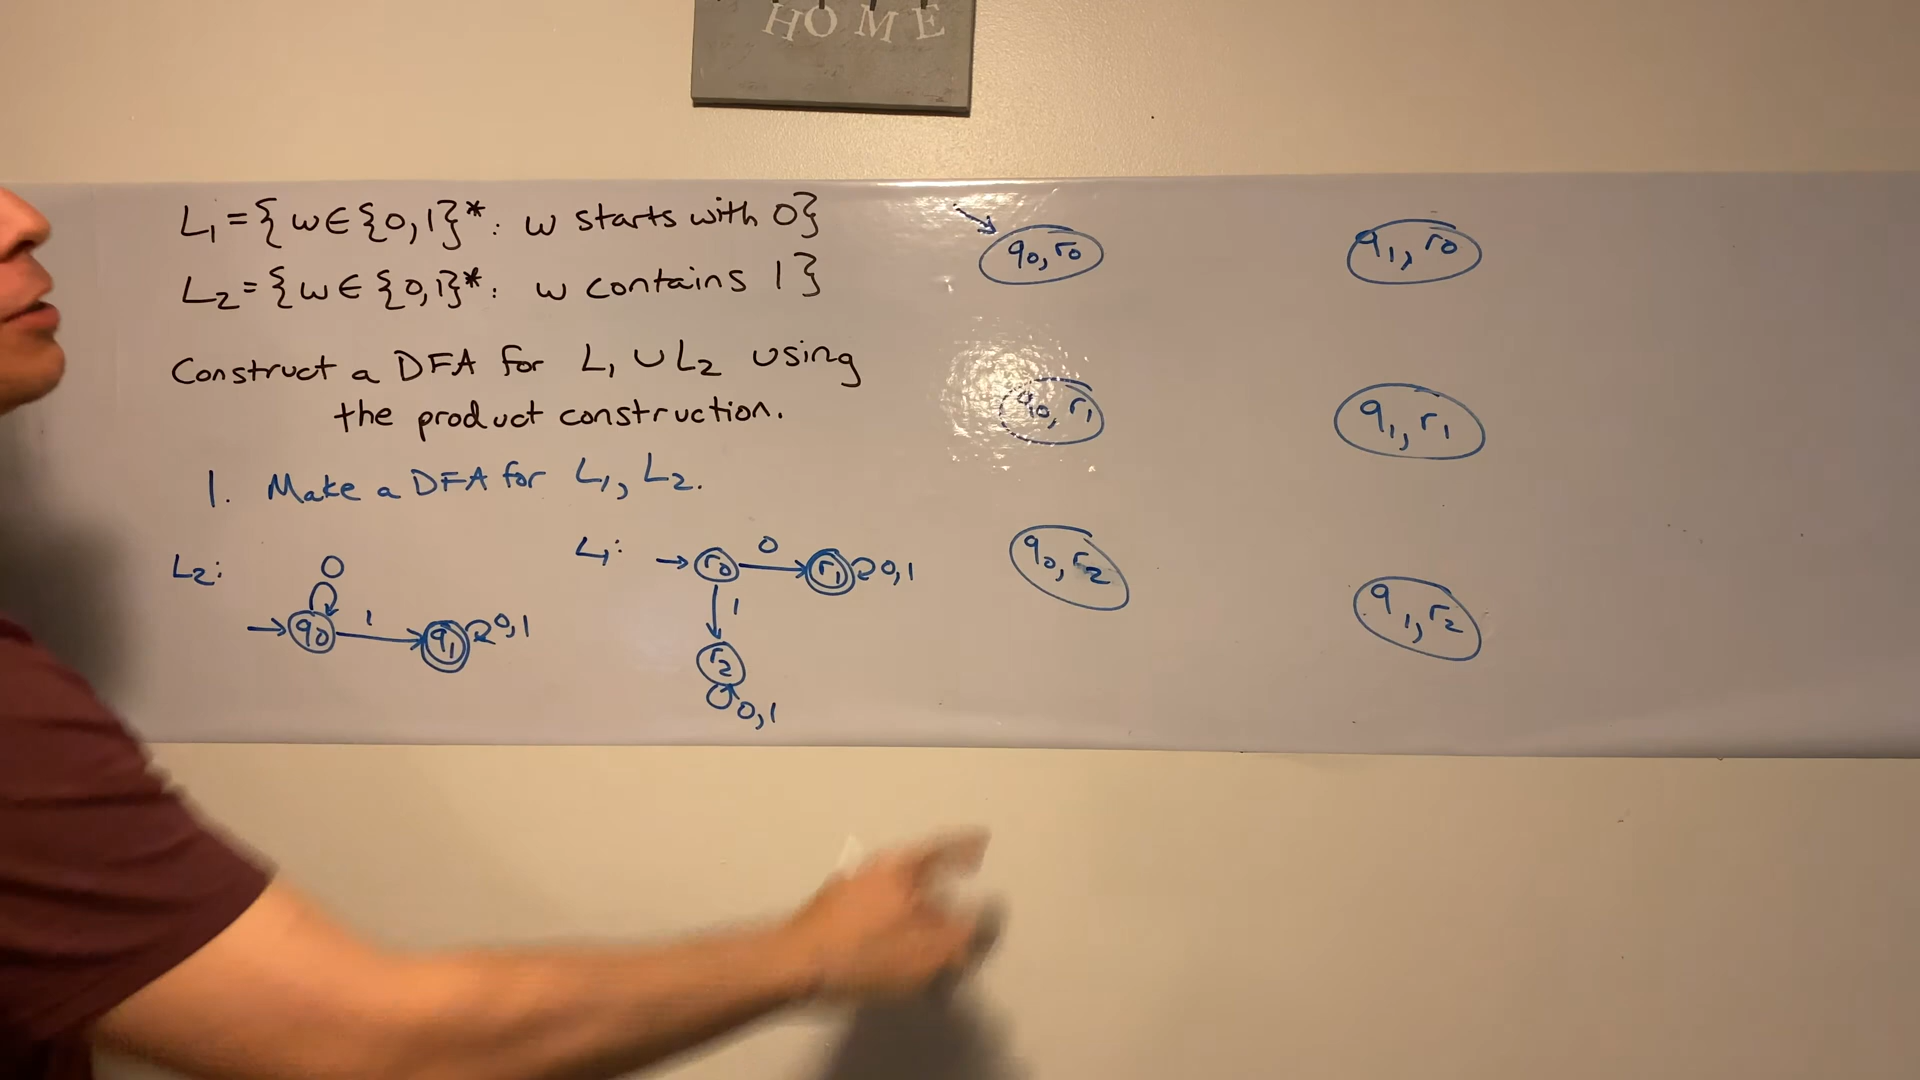 HOME
L₁ = {w ∈ {0,1}*: w starts with 0}
L₂ = {w ∈ {0,1}*: w contains 1}
Construct a DFA for L₁ ∪ L₂ using
the product construction.
1. Make a DFA for L₁, L₂.
L₂:
0
q₀
1
q₁
0,1
L₁:
r₀
0
r₁
0,1
1
r₂
0,1
q₀, r₀
q₁, r₀
q₀, r₁
q₁, r₁
q₀, r₂
q₁, r₂